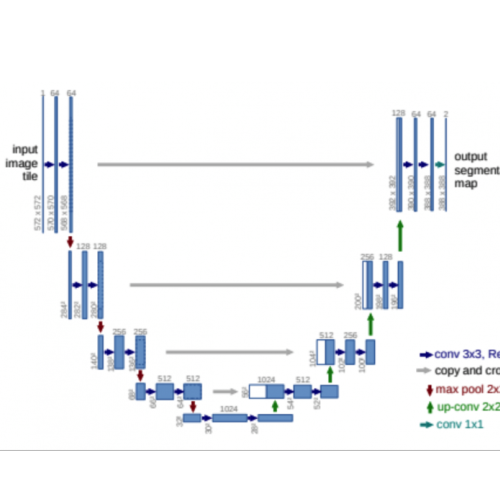 1 64 64
128 64 64 2
input
image
tile
output
segment
map
572 x 572
570 x 570
568 x 568
392 x 392
390 x 390
388 x 388
388 x 388
128 128
256 128
284²
282²
280²
200²
198²
196²
256 256
512 256
140²
138²
136²
104²
102²
100²
512 512
1024 512
68²
66²
64²
56²
54²
52²
1024
32²
30²
28²
conv 3x3, Re
copy and cro
max pool 2x
up-conv 2x2
conv 1x1